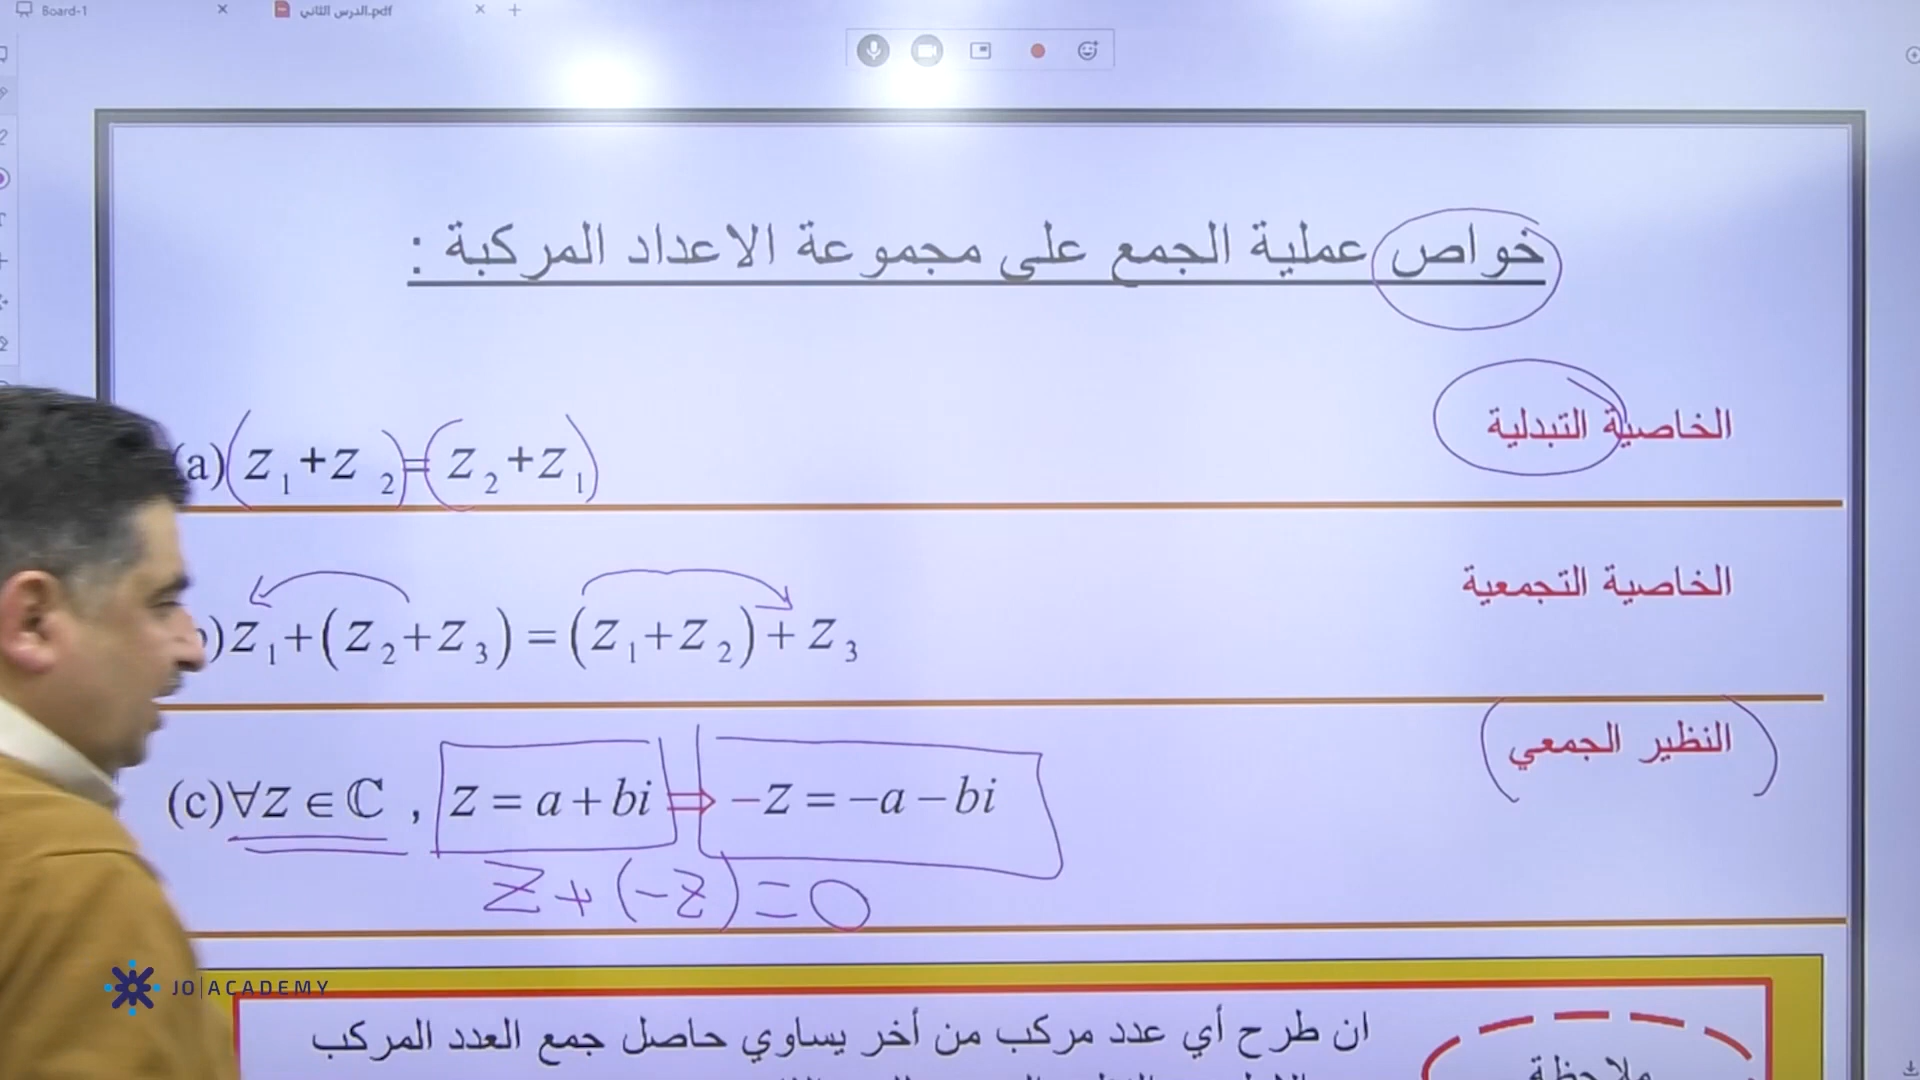 Board-1
الدرس الثاني.pdf
خواص عملية الجمع على مجموعة الاعداد المركبة :
الخاصية التبدلية
(a) (z₁+z₂)=(z₂+z₁)
الخاصية التجمعية
)z₁+(z₂+z₃)=(z₁+z₂)+z₃
النظير الجمعي
(c)∀z∈ℂ , z=a+bi ⇒ -z=-a-bi
z+(-z)=0
JO|ACADEMY
ان طرح أي عدد مركب من أخر يساوي حاصل جمع العدد المركب
ملاحظة